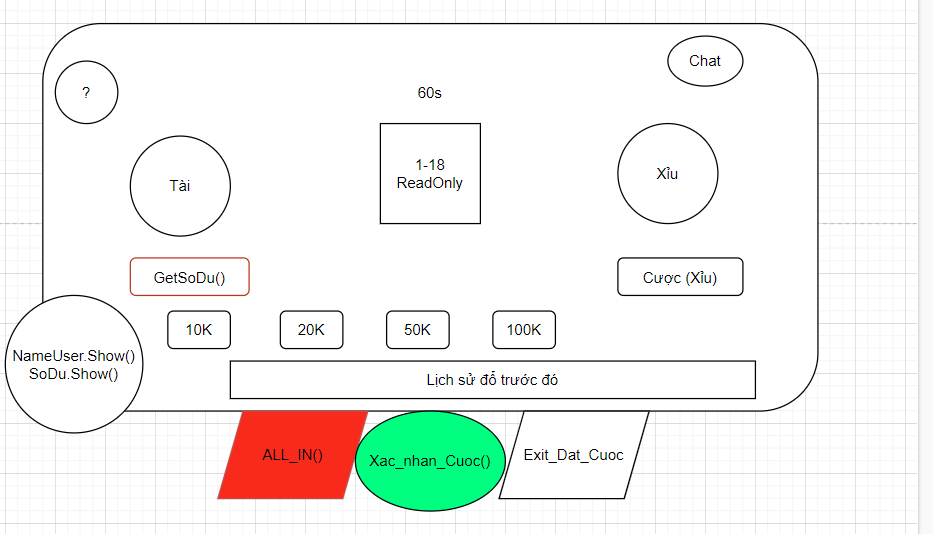 Chat
?
60s
1-18
ReadOnly
Tài
Xỉu
GetSoDu()
Cược (Xỉu)
10K
20K
50K
100K
NameUser.Show()
SoDu.Show()
Lịch sử đỗ trước đó
ALL_IN()
Xac_nhan_Cuoc()
Exit_Dat_Cuoc